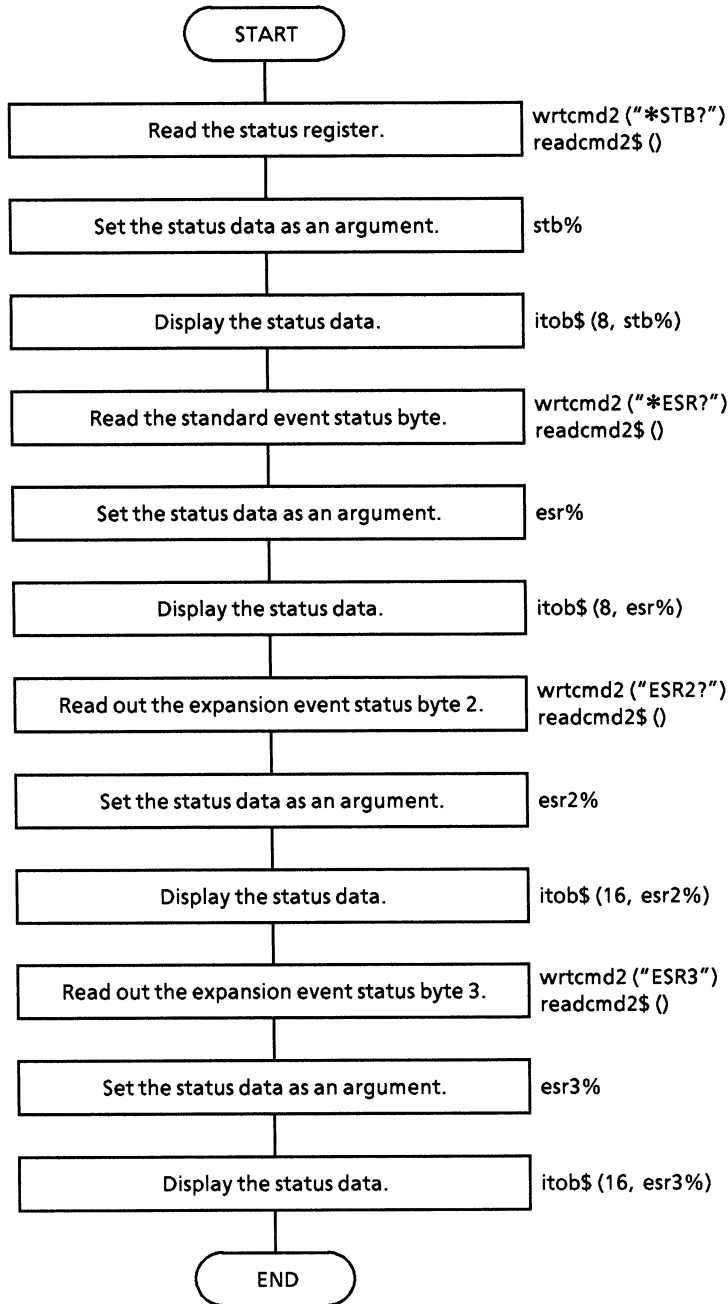 START
Read the status register.
wrtcmd2 (“∗STB?”)
readcmd2$ ()
Set the status data as an argument.
stb%
Display the status data.
itob$ (8, stb%)
Read the standard event status byte.
wrtcmd2 (“∗ESR?”)
readcmd2$ ()
Set the status data as an argument.
esr%
Display the status data.
itob$ (8, esr%)
Read out the expansion event status byte 2.
wrtcmd2 (“ESR2?”)
readcmd2$ ()
Set the status data as an argument.
esr2%
Display the status data.
itob$ (16, esr2%)
Read out the expansion event status byte 3.
wrtcmd2 (“ESR3”)
readcmd2$ ()
Set the status data as an argument.
esr3%
Display the status data.
itob$ (16, esr3%)
END